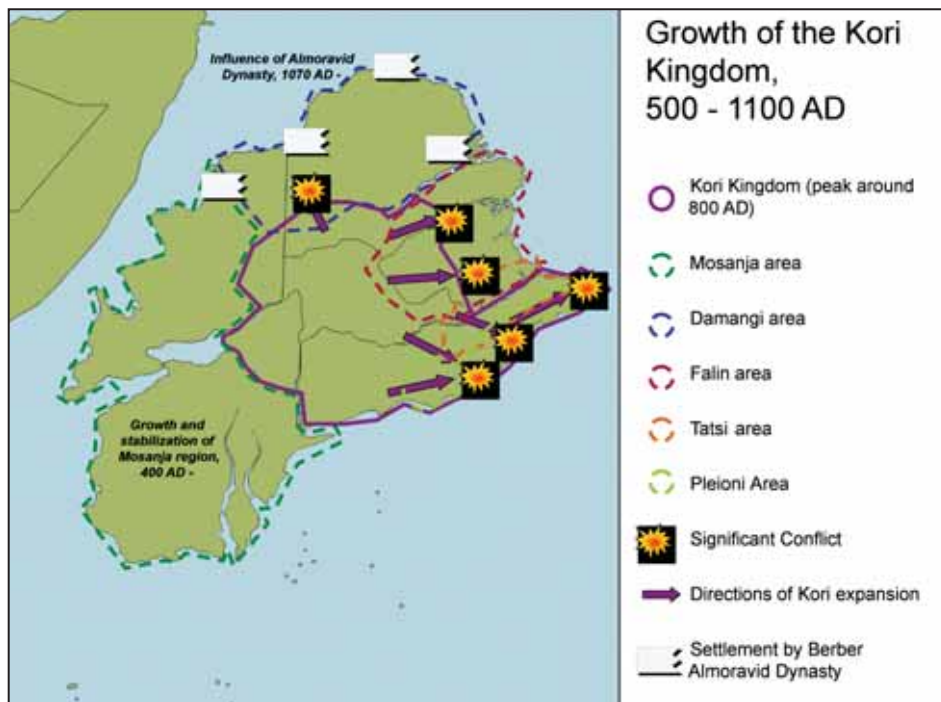 Influence of Almoravid
Dynasty, 1070 AD -
Growth and
stabilization of
Mosanja region,
400 AD -
Growth of the Kori
Kingdom,
500 - 1100 AD
Kori Kingdom (peak around
800 AD)
Mosanja area
Damangi area
Falin area
Tatsi area
Pleioni Area
Significant Conflict
Directions of Kori expansion
Settlement by Berber
Almoravid Dynasty